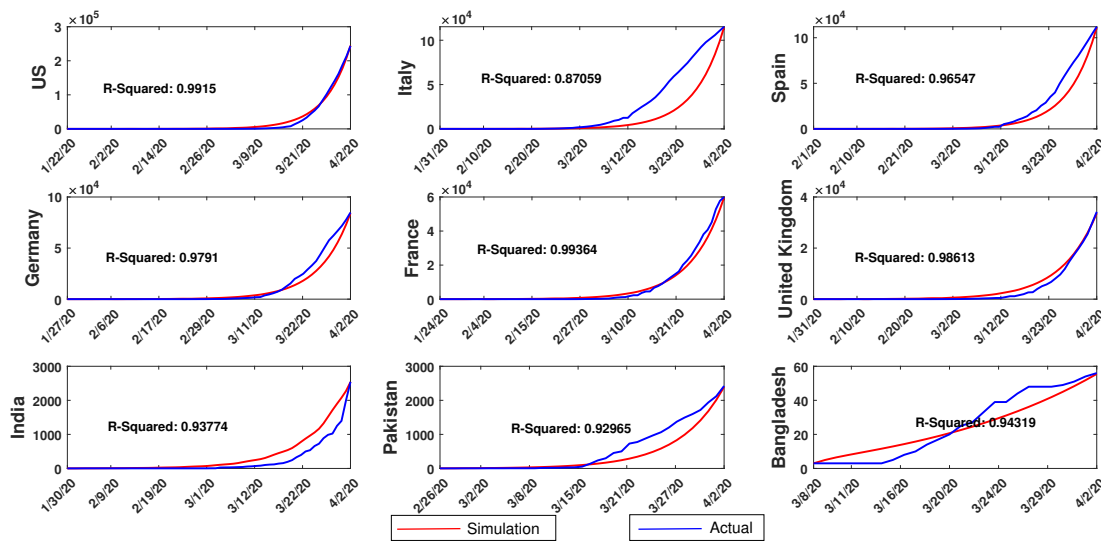 ×10^5
3
2
1
0
US
R-Squared: 0.9915
1/22/20 2/2/20 2/14/20 2/26/20 3/9/20 3/21/20 4/2/20
×10^4
10
5
0
Italy
R-Squared: 0.87059
1/31/20 2/10/20 2/20/20 3/2/20 3/12/20 3/23/20 4/2/20
×10^4
10
5
0
Spain
R-Squared: 0.96547
2/1/20 2/10/20 2/21/20 3/2/20 3/12/20 3/23/20 4/2/20
×10^4
10
5
0
Germany
R-Squared: 0.9791
1/27/20 2/6/20 2/17/20 2/29/20 3/11/20 3/22/20 4/2/20
×10^4
6
4
2
0
France
R-Squared: 0.99364
1/24/20 2/4/20 2/15/20 2/27/20 3/10/20 3/21/20 4/2/20
×10^4
4
2
0
United Kingdom
R-Squared: 0.98613
1/31/20 2/10/20 2/20/20 3/2/20 3/12/20 3/23/20 4/2/20
3000
2000
1000
0
India
R-Squared: 0.93774
1/30/20 2/9/20 2/19/20 3/1/20 3/12/20 3/22/20 4/2/20
3000
2000
1000
0
Pakistan
R-Squared: 0.92965
2/26/20 3/2/20 3/8/20 3/15/20 3/21/20 3/27/20 4/2/20
60
40
20
0
Bangladesh
R-Squared: 0.94319
3/8/20 3/11/20 3/16/20 3/20/20 3/24/20 3/29/20 4/2/20
Simulation
Actual